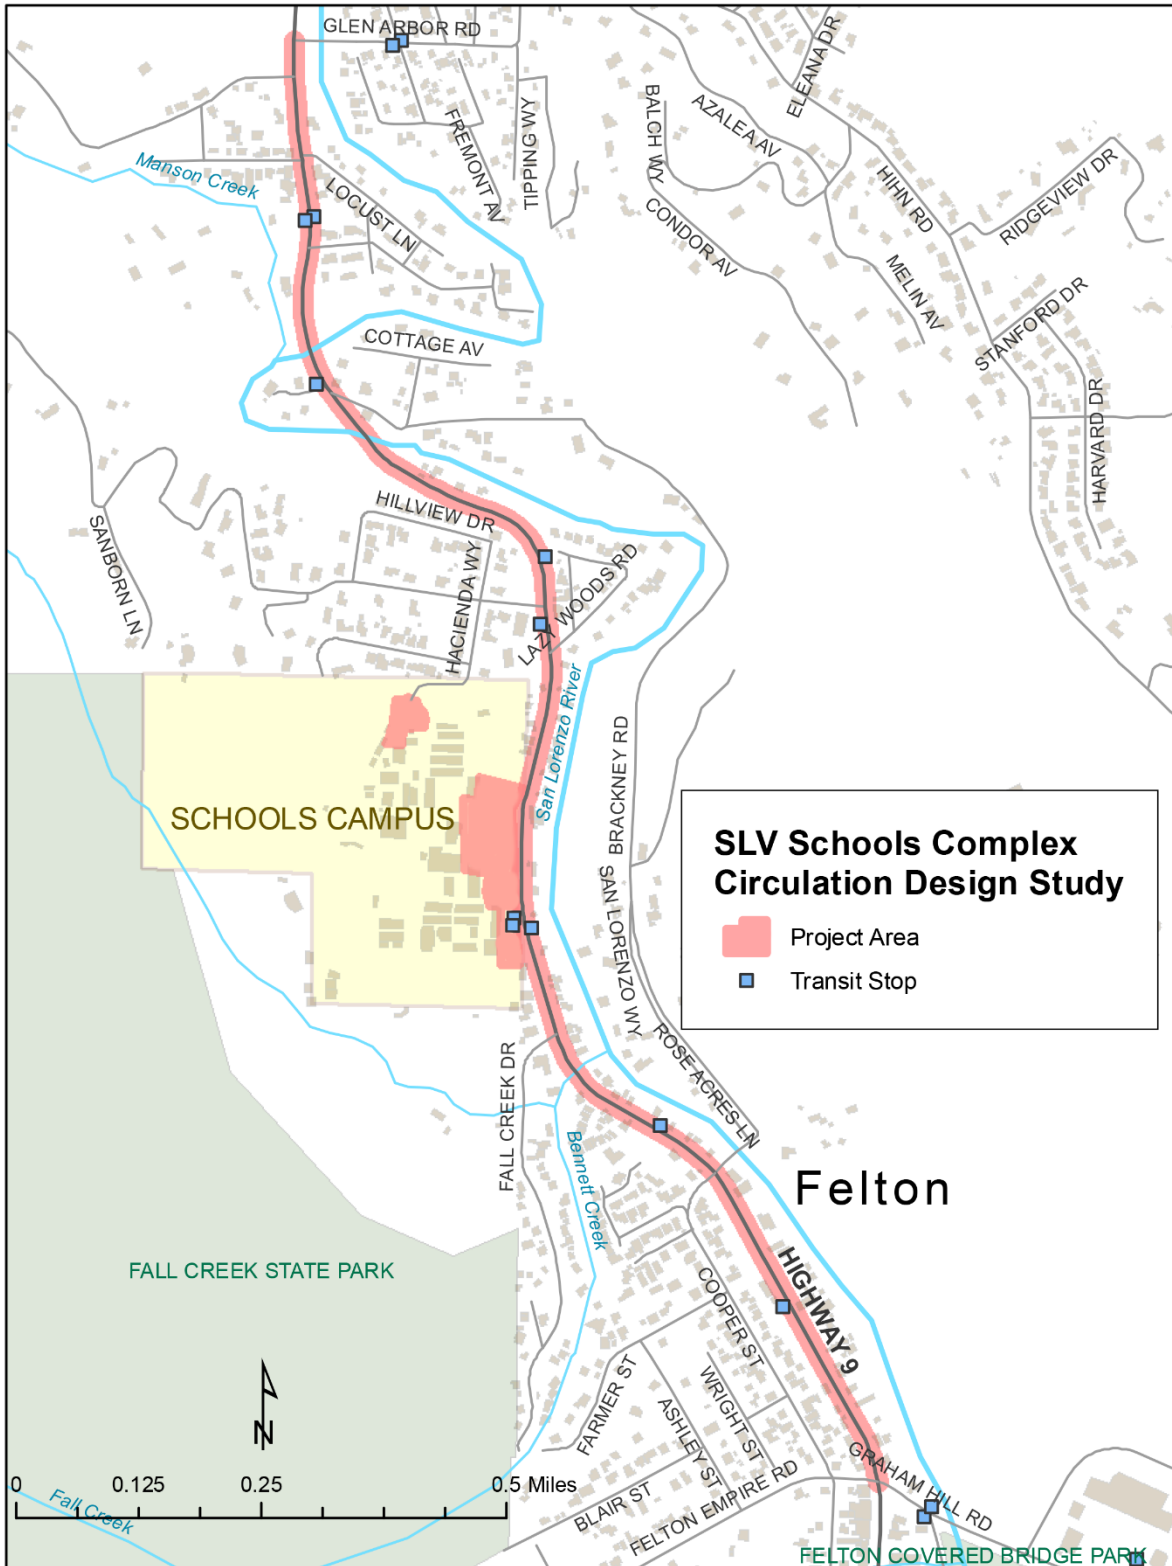 GLEN ARBOR RD
ELEANA DR
BALCH WY
AZALEA AV
TIPPING WY
FREMONT AV
Manson Creek
LOCUST LN
HIHN RD
RIDGEVIEW DR
CONDOR AV
MELIN AV
STANFORD DR
COTTAGE AV
HARVARD DR
HILLVIEW DR
SANBORN LN
HACIENDA WY
LAZY WOODS RD
San Lorenzo River
BRACKNEY RD
SCHOOLS CAMPUS
SLV Schools Complex
Circulation Design Study
Project Area
Transit Stop
SAN LORENZO WY
ROSE ACRES LN
FALL CREEK DR
Bennett Creek
Felton
FALL CREEK STATE PARK
HIGHWAY 9
COOPER ST
FARMER ST
WRIGHT ST
ASHLEY ST
N
GRAHAM HILL RD
0 0.125 0.25 0.5 Miles
BLAIR ST
FELTON EMPIRE RD
Fall Creek
FELTON COVERED BRIDGE PARK